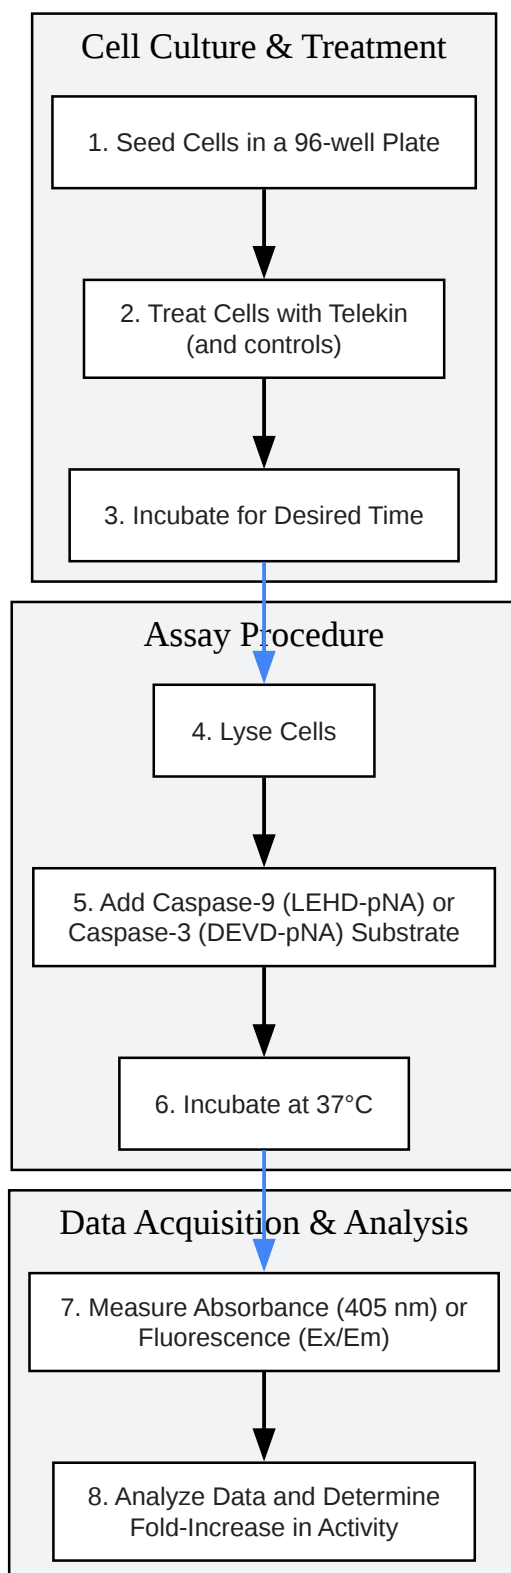 Cell Culture & Treatment
1. Seed Cells in a 96-well Plate
2. Treat Cells with Telekin
(and controls)
3. Incubate for Desired Time
Assay Procedure
4. Lyse Cells
5. Add Caspase-9 (LEHD-pNA) or
Caspase-3 (DEVD-pNA) Substrate
6. Incubate at 37°C
Data Acquisition & Analysis
7. Measure Absorbance (405 nm) or
Fluorescence (Ex/Em)
8. Analyze Data and Determine
Fold-Increase in Activity